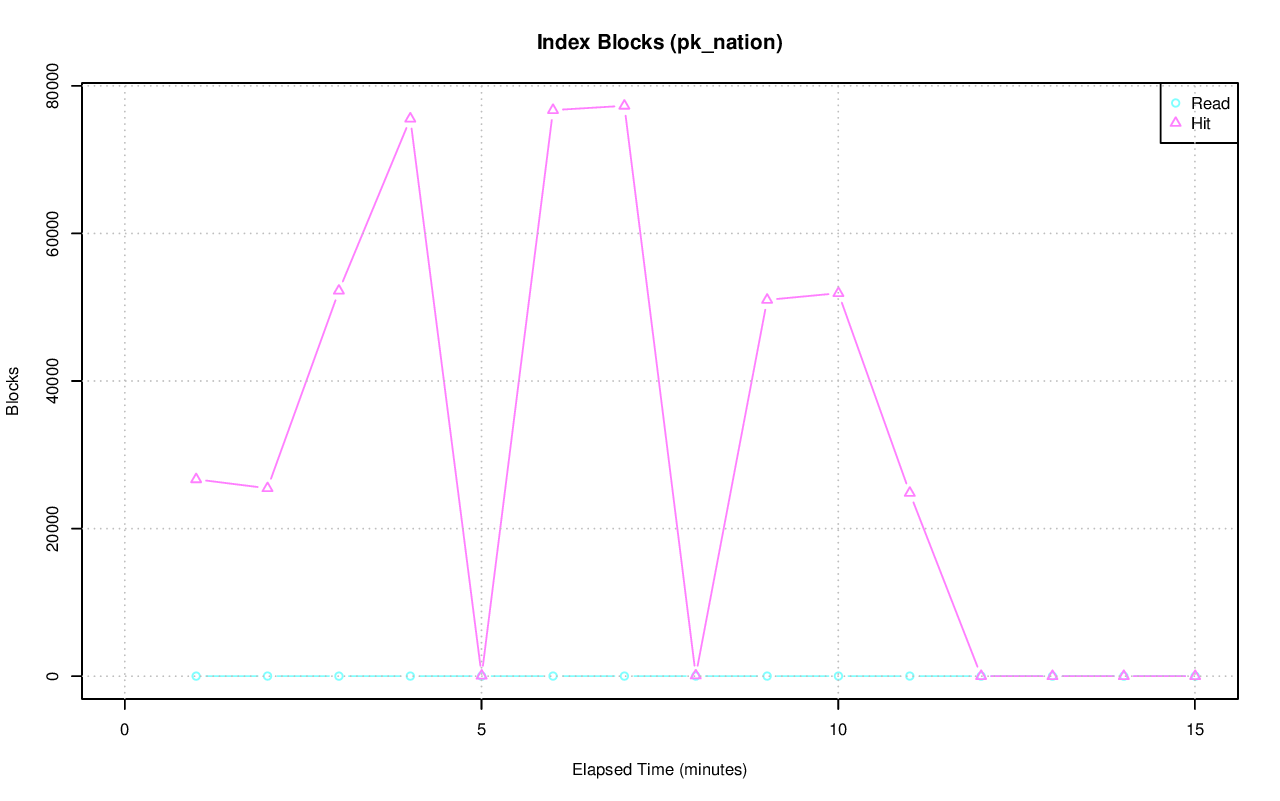 Index Blocks (pk_nation)
Read
Hit
Blocks
80000
60000
40000
20000
0
0 5 10 15
Elapsed Time (minutes)